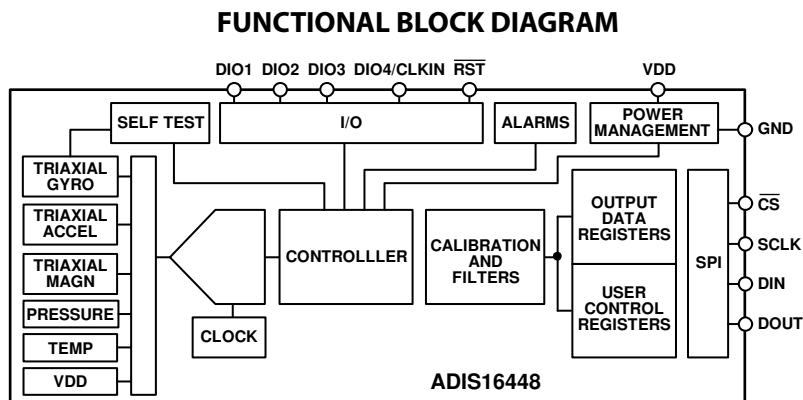 FUNCTIONAL BLOCK DIAGRAM
DIO1 DIO2 DIO3 DIO4/CLKIN RST VDD
SELF TEST
I/O
ALARMS
POWER
MANAGEMENT
GND
TRIAXIAL
GYRO
TRIAXIAL
ACCEL
TRIAXIAL
MAGN
PRESSURE
TEMP
VDD
CLOCK
CONTROLLLER
CALIBRATION
AND
FILTERS
OUTPUT
DATA
REGISTERS
USER
CONTROL
REGISTERS
SPI
CS
SCLK
DIN
DOUT
ADIS16448